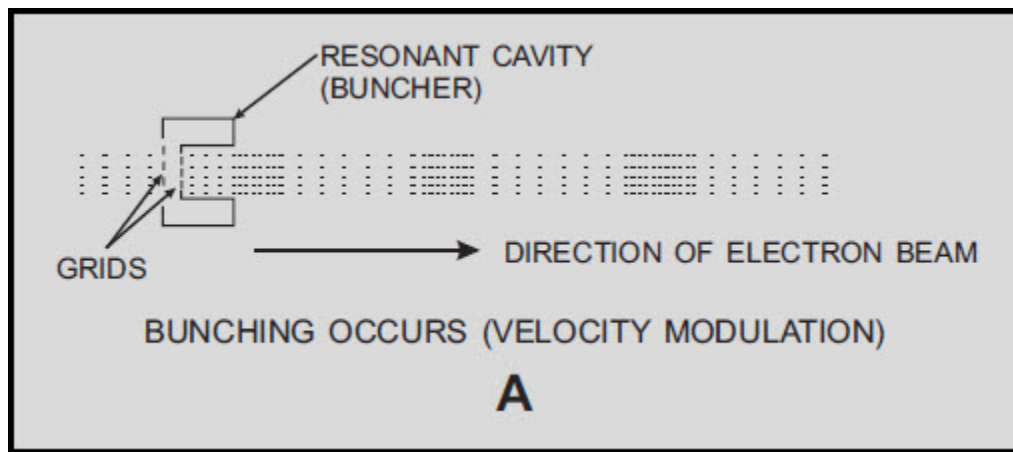 RESONANT CAVITY
(BUNCHER)
GRIDS
DIRECTION OF ELECTRON BEAM
BUNCHING OCCURS (VELOCITY MODULATION)
A